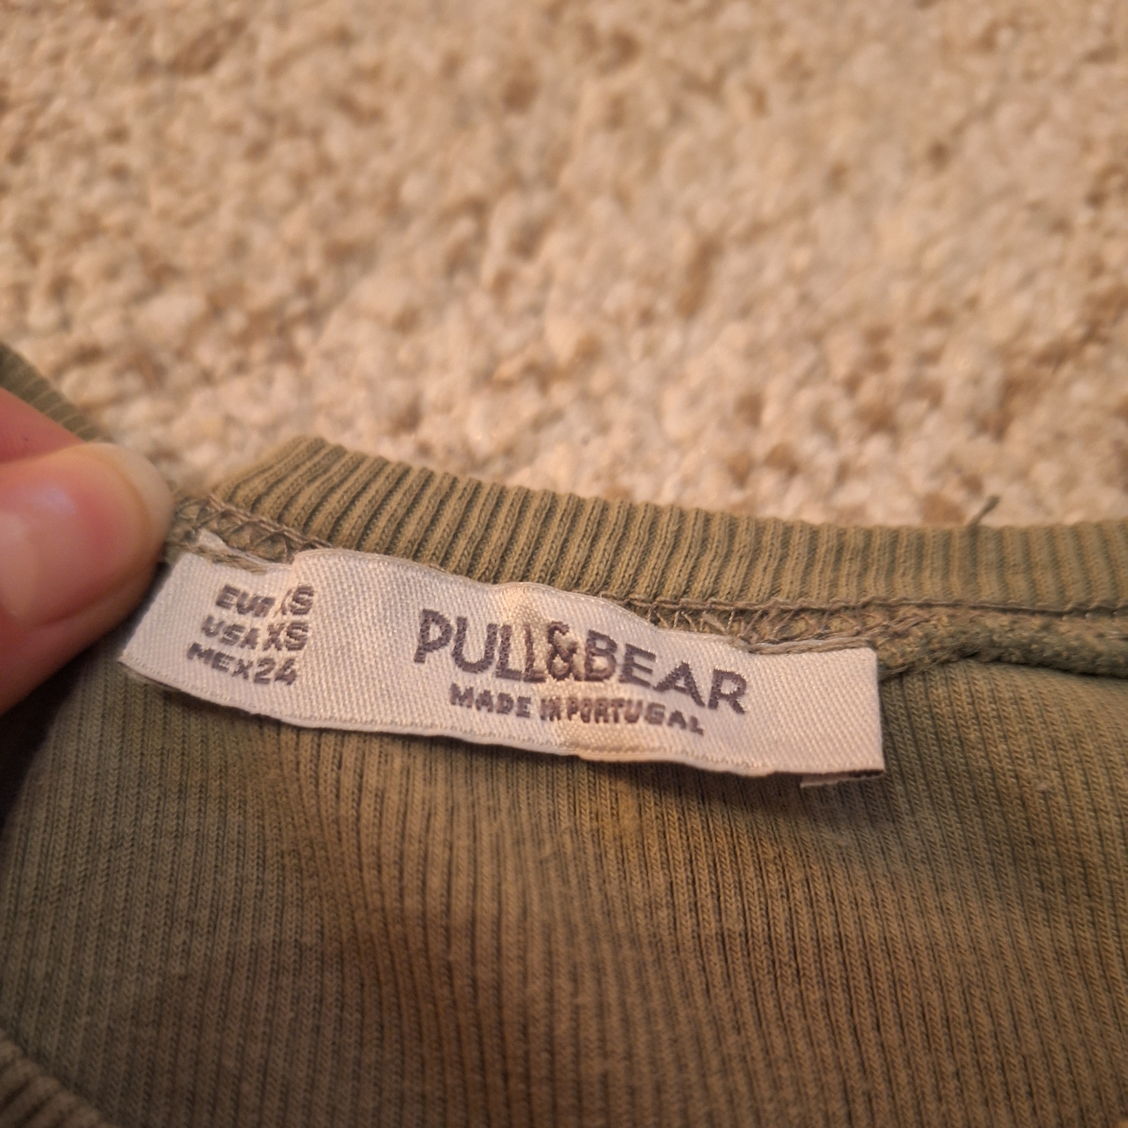 EUR XS
USA XS
MEX 24
PULL&BEAR
MADE IN PORTUGAL